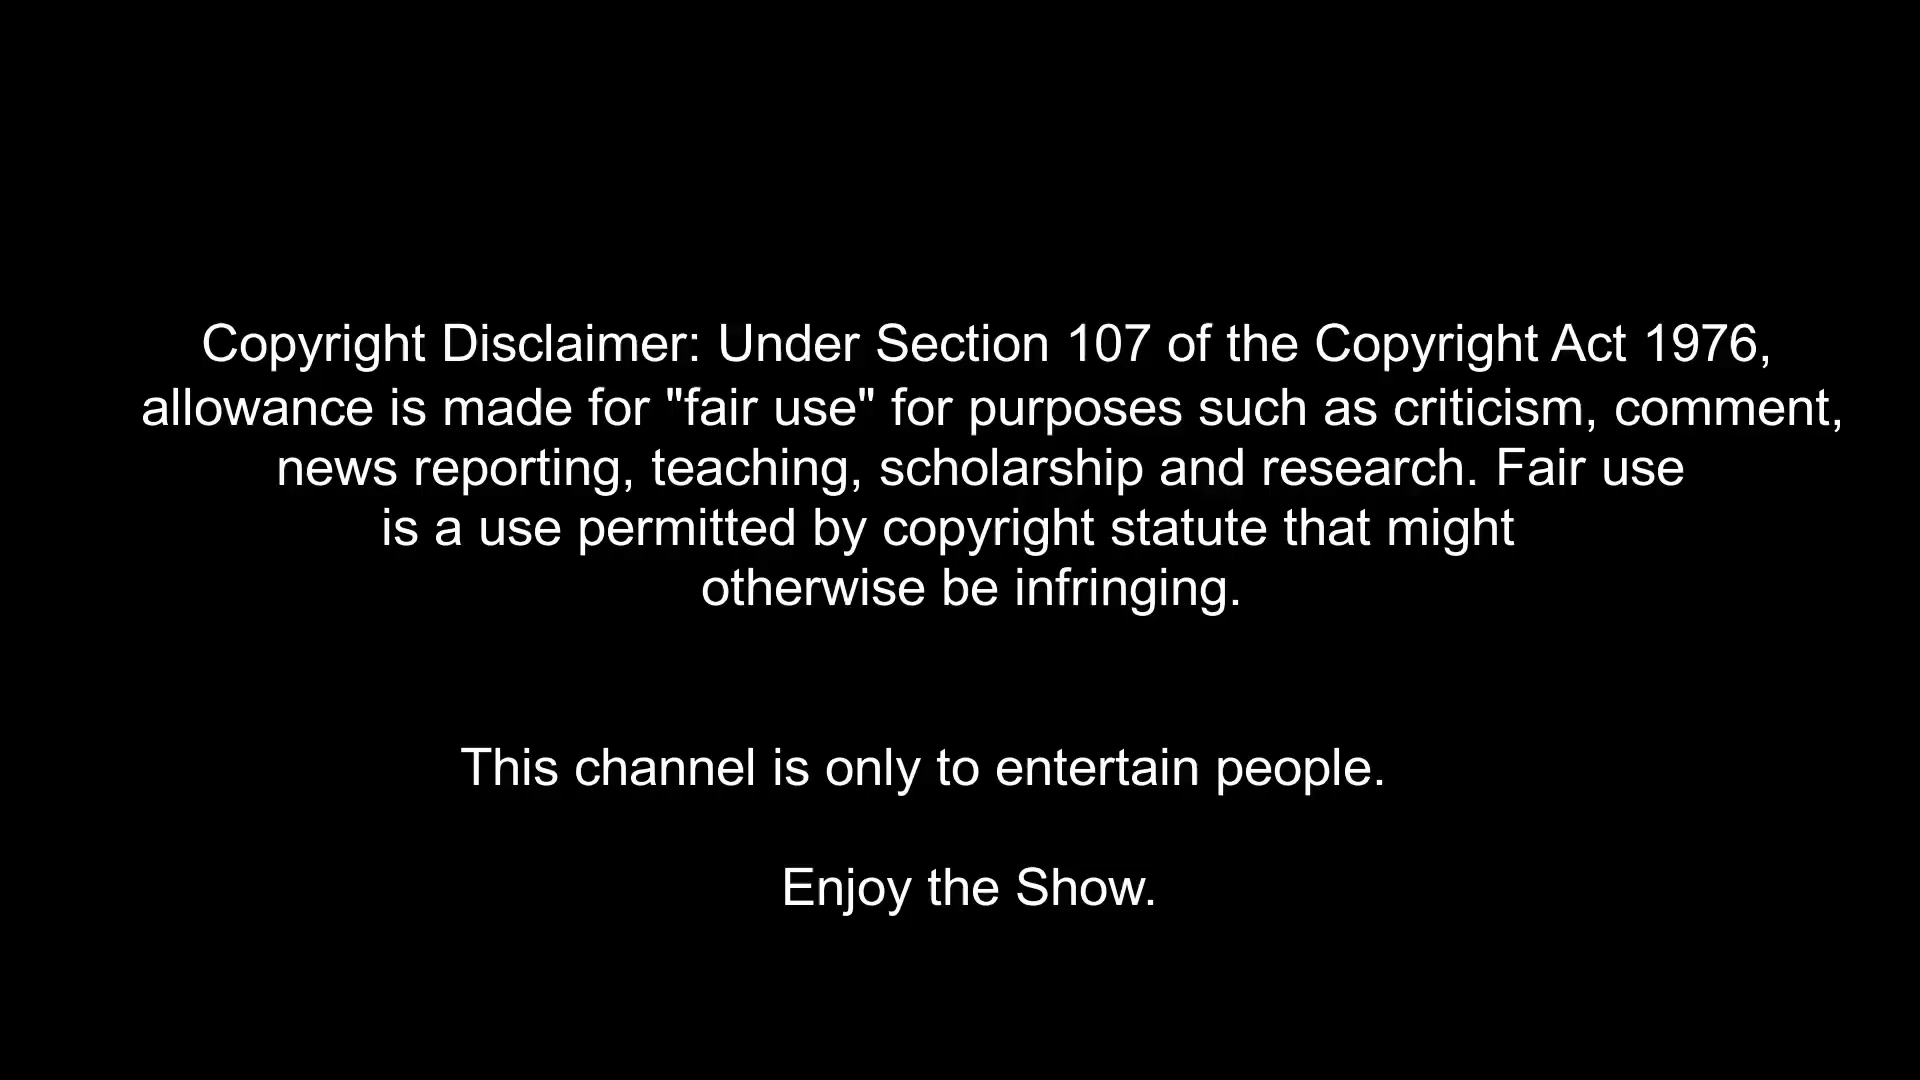 Copyright Disclaimer: Under Section 107 of the Copyright Act 1976,
allowance is made for "fair use" for purposes such as criticism, comment,
news reporting, teaching, scholarship and research. Fair use
is a use permitted by copyright statute that might
otherwise be infringing.
This channel is only to entertain people.
Enjoy the Show.